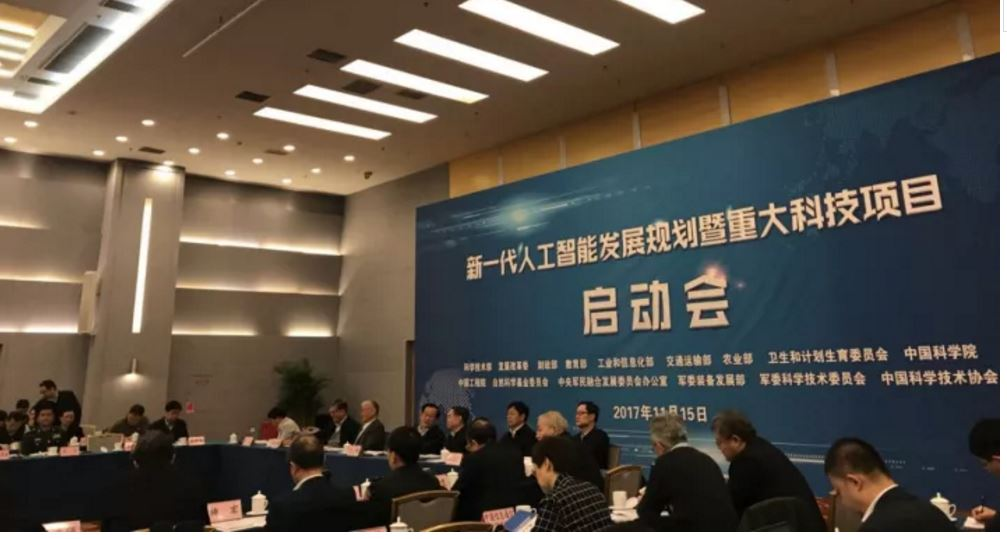 新一代人工智能发展规划暨重大科技项目
启动会
科学技术部 发展改革委 财政部 教育部 工业和信息化部 交通运输部 农业部 卫生和计划生育委员会 中国科学院
中国工程院 自然科学基金委员会 中央军民融合发展委员会办公室 军委装备发展部 军委科学技术委员会 中国科学技术协会
2017年11月15日